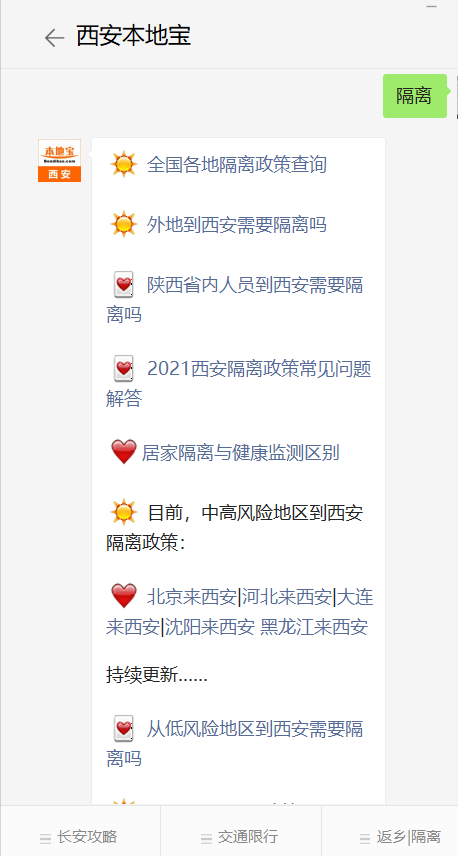 西安本地宝
隔离
本地宝
西安
全国各地隔离政策查询
外地到西安需要隔离吗
陕西省内人员到西安需要隔
离吗
2021西安隔离政策常见问题
解答
居家隔离与健康监测区别
目前，中高风险地区到西安
隔离政策：
北京来西安|河北来西安|大连
来西安|沈阳来西安 黑龙江来西安
持续更新......
从低风险地区到西安需要隔
离吗
长安攻略
交通限行
返乡|隔离